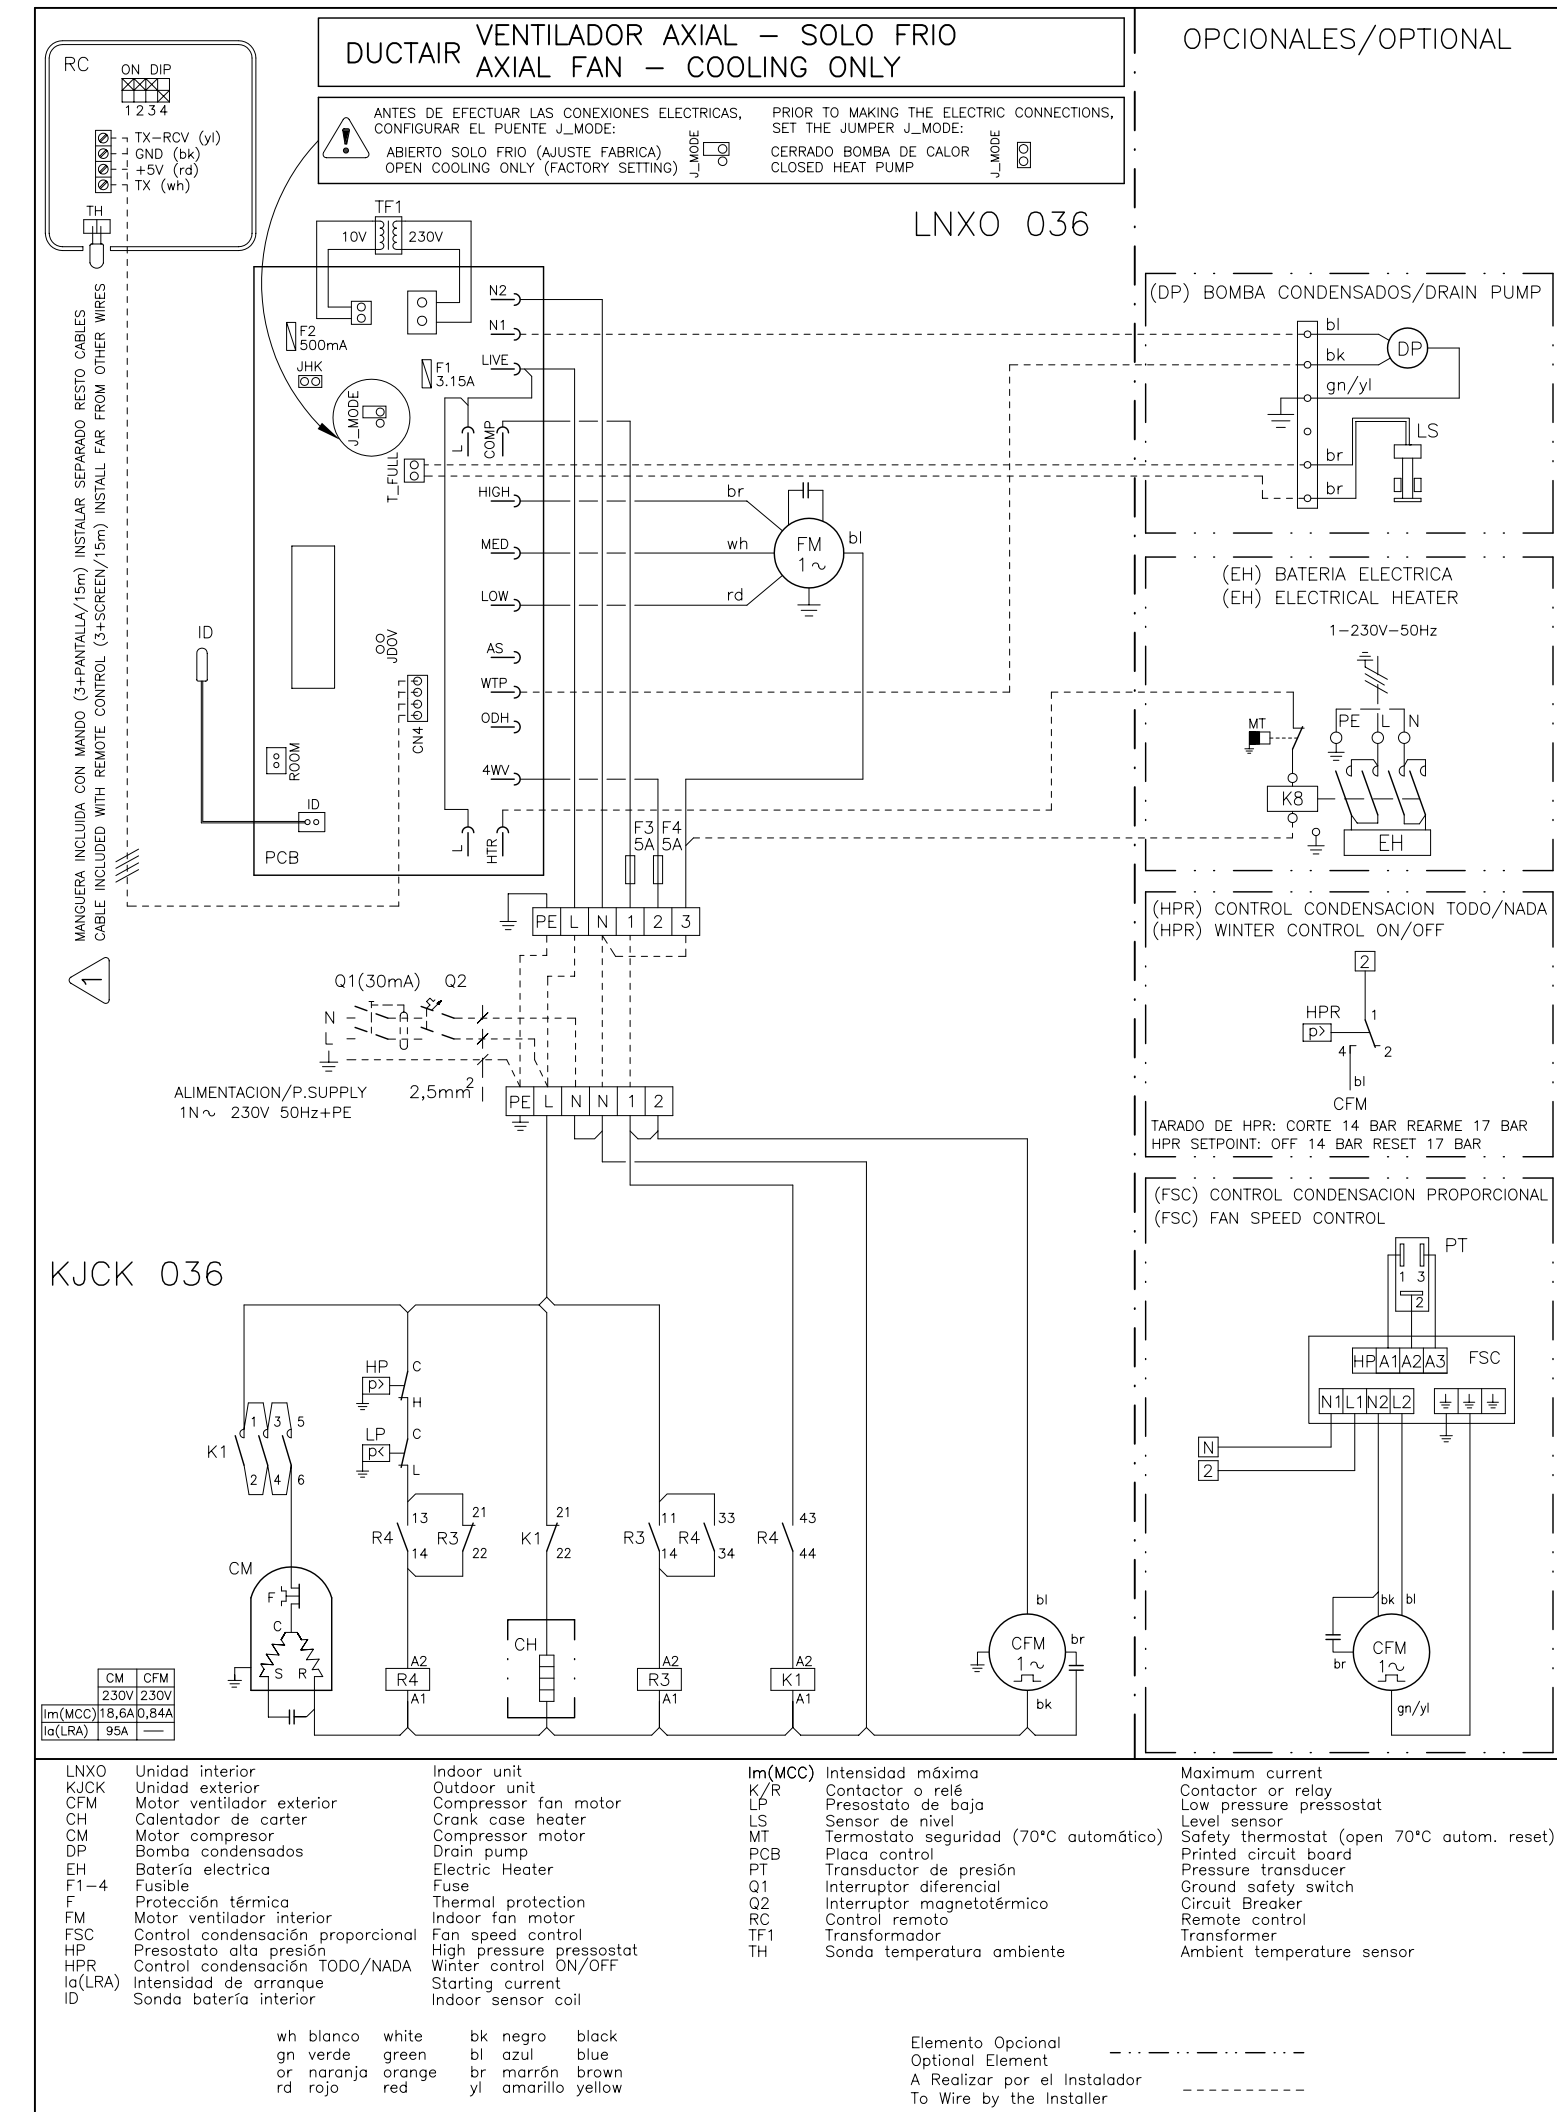 DUCTAIR
VENTILADOR AXIAL – SOLO FRIO
AXIAL FAN – COOLING ONLY
OPCIONALES/OPTIONAL
RC
ON DIP
1 2 3 4
TX–RCV (yl)
GND (bk)
+5V (rd)
TX (wh)
TH
ANTES DE EFECTUAR LAS CONEXIONES ELECTRICAS,
CONFIGURAR EL PUENTE J_MODE:
ABIERTO SOLO FRIO (AJUSTE FABRICA)
OPEN COOLING ONLY (FACTORY SETTING)
J_MODE
PRIOR TO MAKING THE ELECTRIC CONNECTIONS,
SET THE JUMPER J_MODE:
CERRADO BOMBA DE CALOR
CLOSED HEAT PUMP
J_MODE
LNXO 036
TF1
10V
230V
F2
500mA
JHK
F1
3.15A
J_MODE
T_FULL
N2
N1
LIVE
L
COMP
HIGH
MED
LOW
AS
WTP
ODH
4WV
L
HTR
JDOV
CN4
ROOM
ID
PCB
ID
MANGUERA INCLUIDA CON MANDO (3+PANTALLA/15m) INSTALAR SEPARADO RESTO CABLES
CABLE INCLUDED WITH REMOTE CONTROL (3+SCREEN/15m) INSTALL FAR FROM OTHER WIRES
1
br
wh
rd
FM
1∼
bl
F3
5A
F4
5A
PE L N 1 2 3
Q1(30mA) Q2
N
L
ALIMENTACION/P.SUPPLY
1N∼ 230V 50Hz+PE
2,5mm²
PE L N N 1 2
(DP) BOMBA CONDENSADOS/DRAIN PUMP
bl
bk
gn/yl
DP
LS
br
br
(EH) BATERIA ELECTRICA
(EH) ELECTRICAL HEATER
1–230V–50Hz
MT
PE L N
K8
EH
(HPR) CONTROL CONDENSACION TODO/NADA
(HPR) WINTER CONTROL ON/OFF
2
HPR
p>
1
4
2
bl
CFM
TARADO DE HPR: CORTE 14 BAR REARME 17 BAR
HPR SETPOINT: OFF 14 BAR RESET 17 BAR
(FSC) CONTROL CONDENSACION PROPORCIONAL
(FSC) FAN SPEED CONTROL
PT
1 3
2
HP A1 A2 A3
FSC
N1 L1 N2 L2
N
2
bk bl
CFM
1∼
br
gn/yl
KJCK 036
K1
1 3 5
2 4 6
HP
p>
C
H
LP
p<
C
L
R4
13
14
R3
21
22
K1
21
22
R3
11
14
R4
33
34
R4
43
44
CM
F
C
S R
CH
R4
A2
A1
R3
A2
A1
K1
A2
A1
bl
CFM
1∼
br
bk
CM CFM
230V 230V
Im(MCC) 18,6A 0,84A
Ia(LRA) 95A —
LNXO Unidad interior Indoor unit
KJCK Unidad exterior Outdoor unit
CFM Motor ventilador exterior Compressor fan motor
CH Calentador de carter Crank case heater
CM Motor compresor Compressor motor
DP Bomba condensados Drain pump
EH Batería electrica Electric Heater
F1–4 Fusible Fuse
F Protección térmica Thermal protection
FM Motor ventilador interior Indoor fan motor
FSC Control condensación proporcional Fan speed control
HP Presostato alta presión High pressure pressostat
HPR Control condensación TODO/NADA Winter control ON/OFF
Ia(LRA) Intensidad de arranque Starting current
ID Sonda batería interior Indoor sensor coil
Im(MCC) Intensidad máxima Maximum current
K/R Contactor o relé Contactor or relay
LP Presostato de baja Low pressure pressostat
LS Sensor de nivel Level sensor
MT Termostato seguridad (70°C automático) Safety thermostat (open 70°C autom. reset)
PCB Placa control Printed circuit board
PT Transductor de presión Pressure transducer
Q1 Interruptor diferencial Ground safety switch
Q2 Interruptor magnetotérmico Circuit Breaker
RC Control remoto Remote control
TF1 Transformador Transformer
TH Sonda temperatura ambiente Ambient temperature sensor
wh blanco white bk negro black
gn verde green bl azul blue
or naranja orange br marrón brown
rd rojo red yl amarillo yellow
Elemento Opcional
Optional Element
A Realizar por el Instalador
To Wire by the Installer